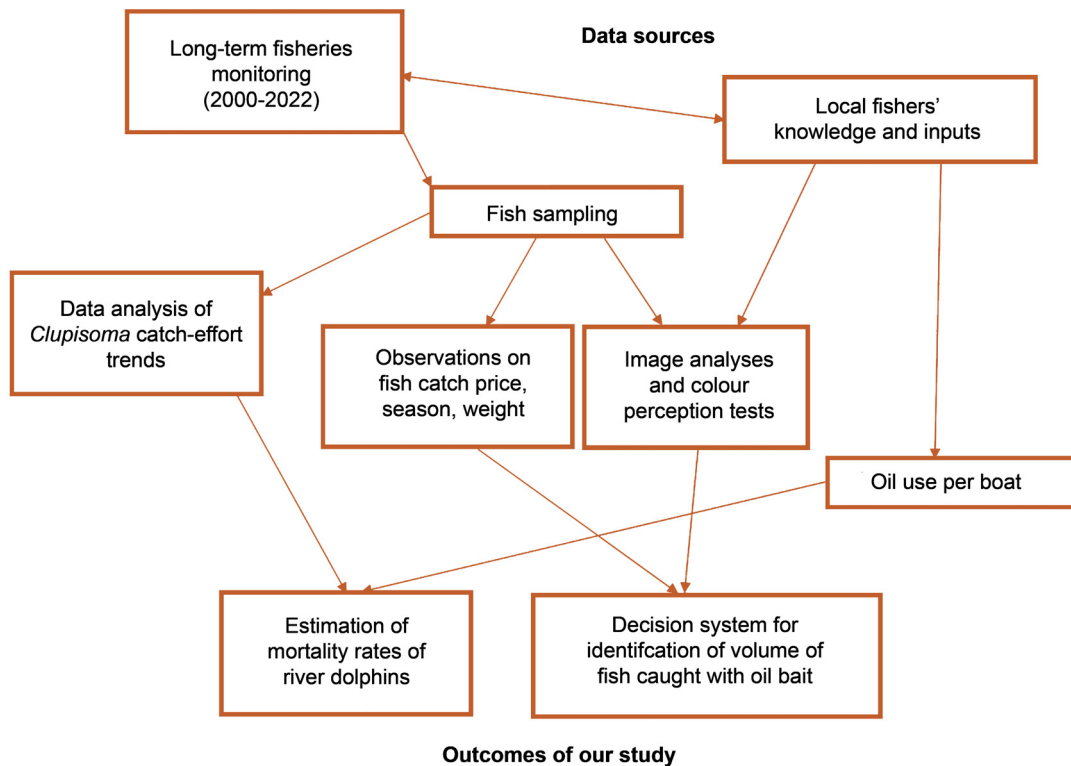 Data sources
Long-term fisheries
monitoring
(2000-2022)
Local fishers’
knowledge and inputs
Fish sampling
Data analysis of
Clupisoma catch-effort
trends
Observations on
fish catch price,
season, weight
Image analyses
and colour
perception tests
Oil use per boat
Estimation of
mortality rates of
river dolphins
Decision system for
identifcation of volume of
fish caught with oil bait
Outcomes of our study